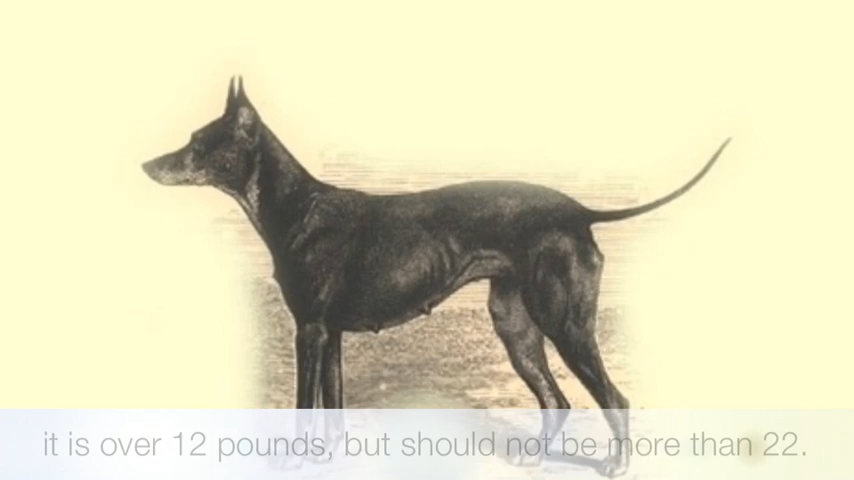 it is over 12 pounds, but should not be more than 22.